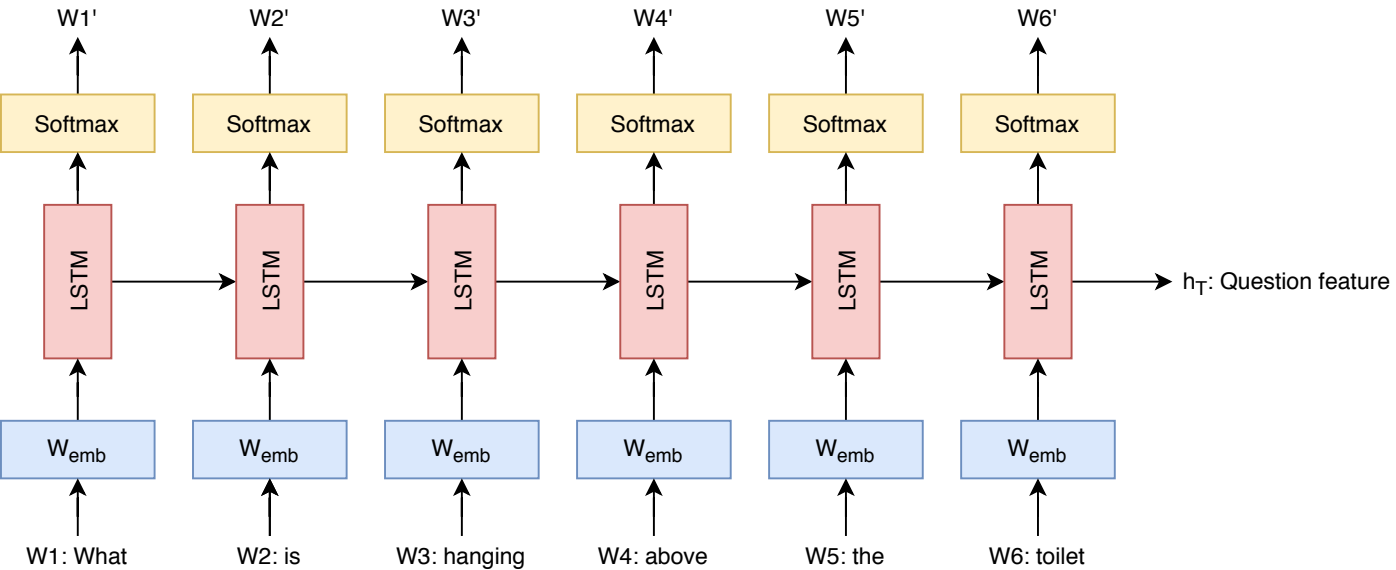 W1' W2' W3' W4' W5' W6'
Softmax Softmax Softmax Softmax Softmax Softmax
LSTM LSTM LSTM LSTM LSTM LSTM hT: Question feature
Wemb Wemb Wemb Wemb Wemb Wemb
W1: What W2: is W3: hanging W4: above W5: the W6: toilet